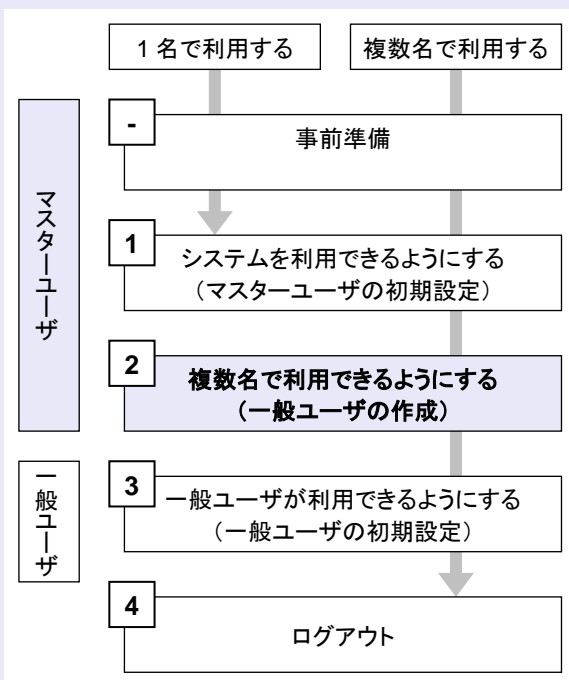 1 名で利用する
複数名で利用する
マスターユーザ
-
事前準備
1
システムを利用できるようにする
（マスターユーザの初期設定）
2
複数名で利用できるようにする
（一般ユーザの作成）
一般ユーザ
3
一般ユーザが利用できるようにする
（一般ユーザの初期設定）
4
ログアウト